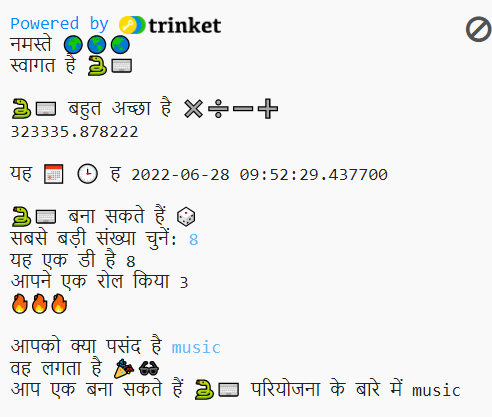 Powered by trinket
नमस्ते 🌍🌎🌏
स्वागत है 🐍⌨️
🐍⌨️ बहुत अच्छा है ✖️➗➖➕
323335.878222
यह 📅 🕒 ह 2022-06-28 09:52:29.437700
🐍⌨️ बना सकते हैं 🎲
सबसे बड़ी संख्या चुनें: 8
यह एक डी है 8
आपने एक रोल किया 3
🔥🔥🔥
आपको क्या पसंद है music
वह लगता है 🎉🕶️
आप एक बना सकते हैं 🐍⌨️ परियोजना के बारे में music